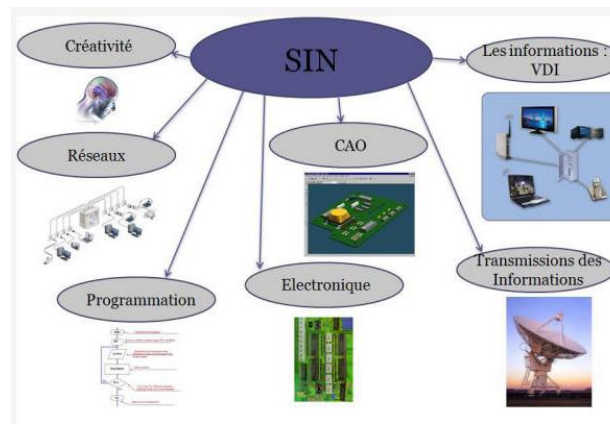 SIN
Créativité
Les informations :
VDI
Réseaux
CAO
Programmation
Electronique
Transmissions des
Informations